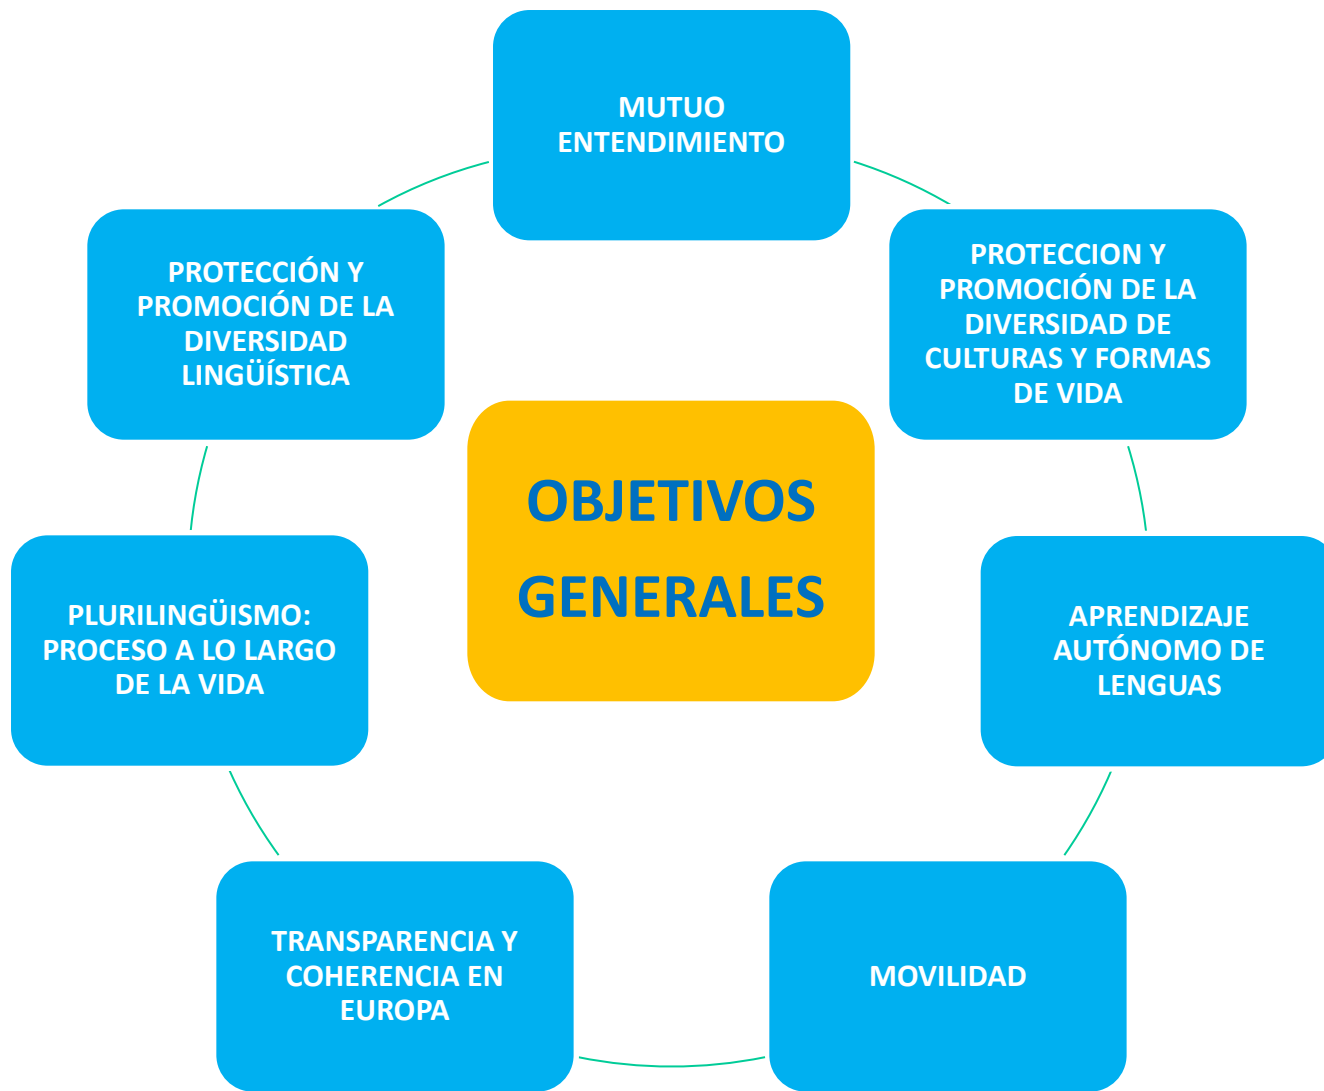 MUTUO
ENTENDIMIENTO
PROTECCION Y
PROMOCIÓN DE LA
DIVERSIDAD DE
CULTURAS Y FORMAS
DE VIDA
APRENDIZAJE
AUTÓNOMO DE
LENGUAS
MOVILIDAD
TRANSPARENCIA Y
COHERENCIA EN
EUROPA
PLURILINGÜISMO:
PROCESO A LO LARGO
DE LA VIDA
PROTECCIÓN Y
PROMOCIÓN DE LA
DIVERSIDAD
LINGÜÍSTICA
OBJETIVOS
GENERALES